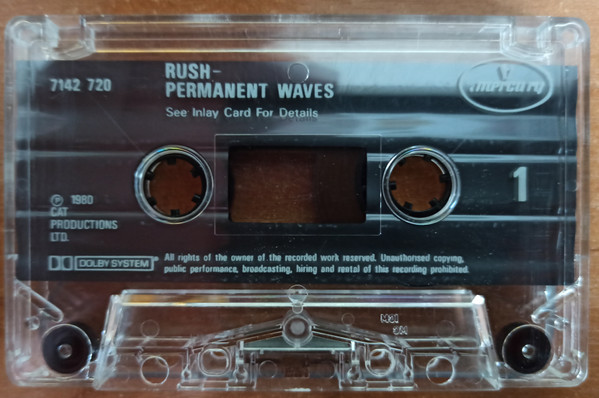 7142 720
RUSH-
PERMANENT WAVES
See Inlay Card For Details
mercury
1
℗ 1980
CAT
PRODUCTIONS
LTD.
DOLBY SYSTEM®
All rights of the owner of the recorded work reserved. Unauthorised copying,
public performance, broadcasting, hiring and rental of this recording prohibited.